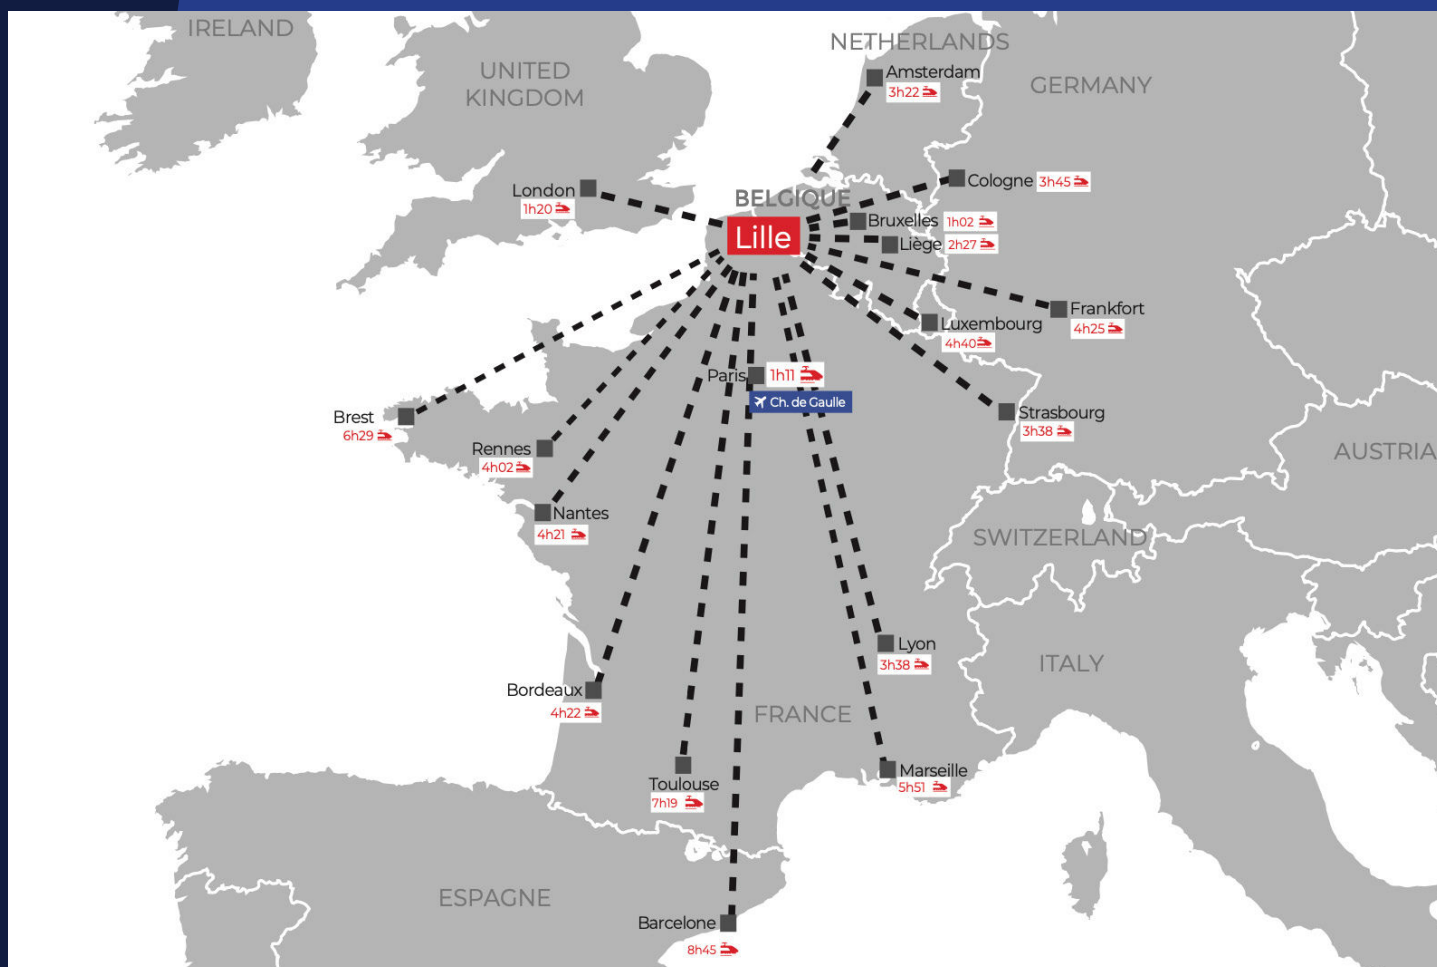 IRELAND
UNITED
KINGDOM
NETHERLANDS
Amsterdam
3h22
GERMANY
London
1h20
BELGIQUE
Cologne 3h45
Bruxelles 1h02
Lille
Liège 2h27
Frankfort
4h25
Luxembourg
4h40
Paris 1h11
Ch. de Gaulle
Strasbourg
3h38
Brest
6h29
Rennes
4h02
AUSTRIA
Nantes
4h21
SWITZERLAND
Lyon
3h38
ITALY
Bordeaux
4h22
FRANCE
Toulouse
7h19
Marseille
5h51
ESPAGNE
Barcelone
8h45